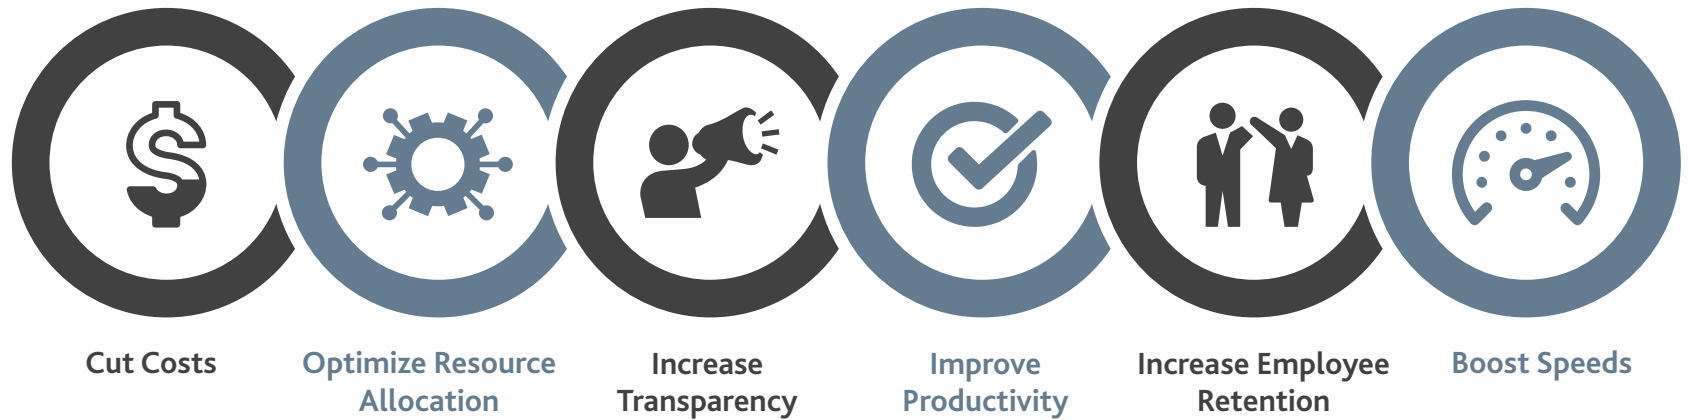 Cut Costs
Optimize Resource
Allocation
Increase
Transparency
Improve
Productivity
Increase Employee
Retention
Boost Speeds